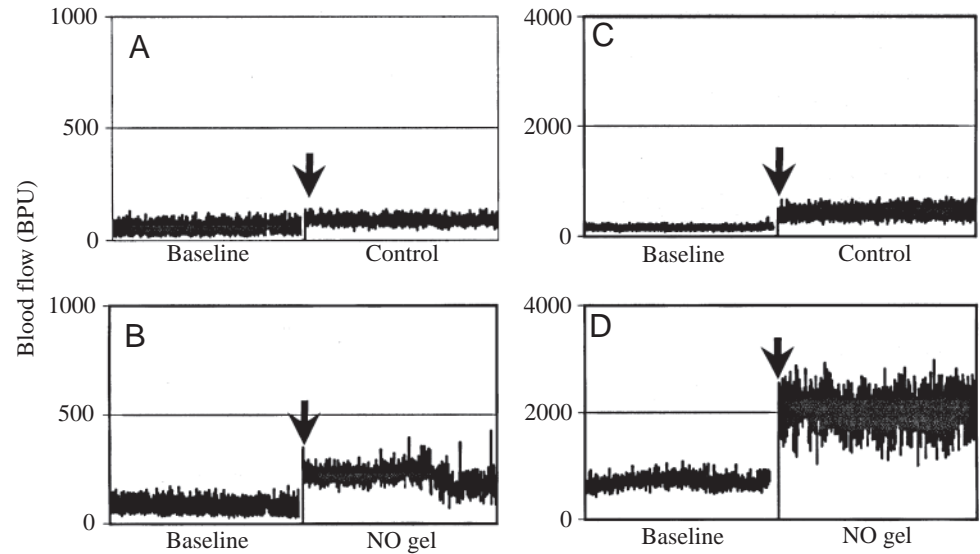 Blood flow (BPU)
A
1000
500
0
Baseline Control
C
4000
2000
0
Baseline Control
B
1000
500
0
Baseline NO gel
D
4000
2000
0
Baseline NO gel